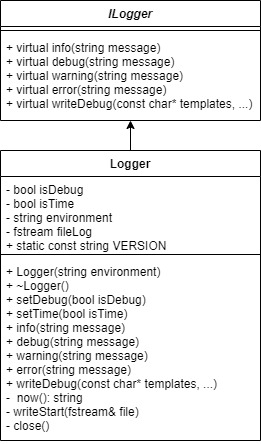 ILogger
+ virtual info(string message)
+ virtual debug(string message)
+ virtual warning(string message)
+ virtual error(string message)
+ virtual writeDebug(const char* templates, ...)
Logger
- bool isDebug
- bool isTime
- string environment
- fstream fileLog
+ static const string VERSION
+ Logger(string environment)
+ ~Logger()
+ setDebug(bool isDebug)
+ setTime(bool isTime)
+ info(string message)
+ debug(string message)
+ warning(string message)
+ error(string message)
+ writeDebug(const char* templates, ...)
- now(): string
- writeStart(fstream& file)
- close()